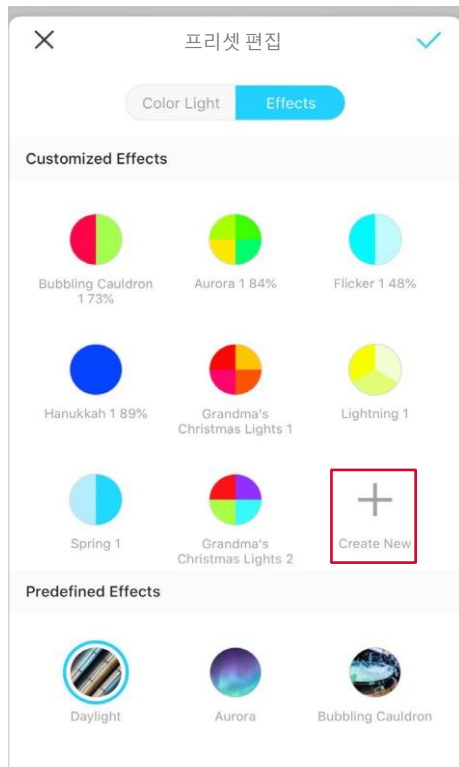 프리셋 편집
Color Light Effects
Customized Effects
Bubbling Cauldron
1 73%
Aurora 1 84%
Flicker 1 48%
Hanukkah 1 89%
Grandma's
Christmas Lights 1
Lightning 1
Spring 1
Grandma's
Christmas Lights 2
Create New
Predefined Effects
Daylight
Aurora
Bubbling Cauldron